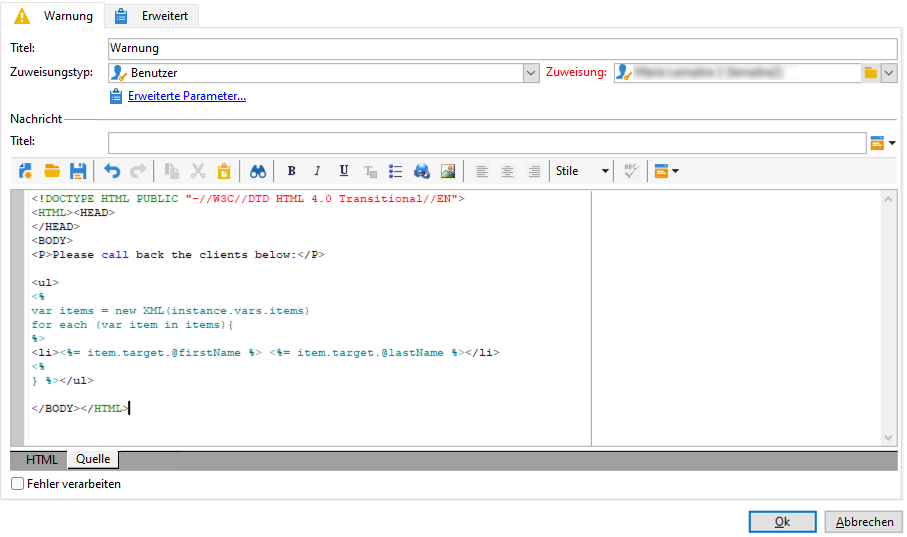 Warnung Erweitert
Titel: Warnung
Zuweisungstyp: Benutzer Zuweisung:
Erweiterte Parameter...
Nachricht
Titel:
B I U T Stile ABC
<!DOCTYPE HTML PUBLIC "-//W3C//DTD HTML 4.0 Transitional//EN">
<HTML><HEAD>
</HEAD>
<BODY>
<P>Please call back the clients below:</P>
<ul>
<%
var items = new XML(instance.vars.items)
for each (var item in items){
%>
<li><%= item.target.@firstName %> <%= item.target.@lastName %></li>
<%
} %></ul>
</BODY></HTML>
HTML Quelle
Fehler verarbeiten
Ok Abbrechen